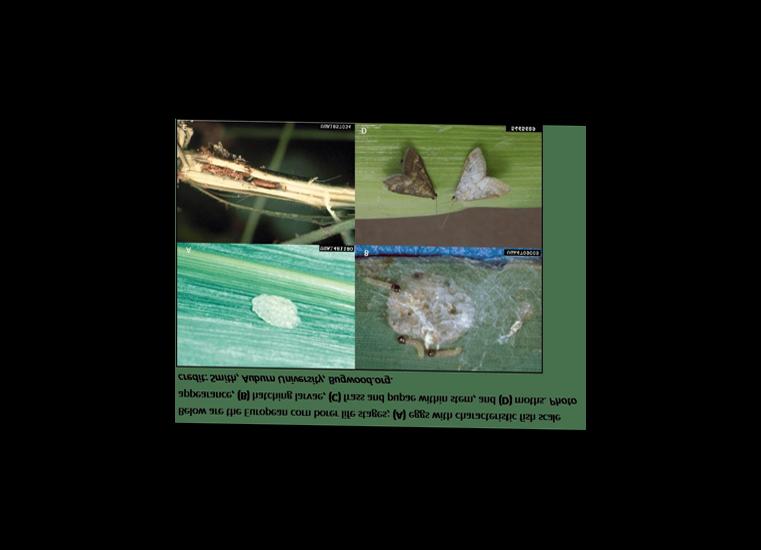 Below are the European corn borer life stages; (A) eggs with characteristic fish scale
appearance, (B) hatching larvae, (C) frass and pupae within stem, and (D) moths. Photo
credit: Smith, Auburn University, Bugwood.org.
A
B
D
5465689